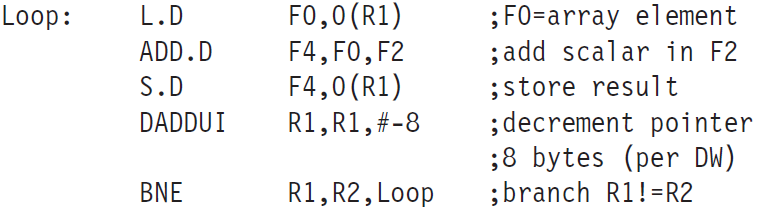 Loop: L.D F0,0(R1) ;F0=array element
ADD.D F4,F0,F2 ;add scalar in F2
S.D F4,0(R1) ;store result
DADDUI R1,R1,#-8 ;decrement pointer
;8 bytes (per DW)
BNE R1,R2,Loop ;branch R1!=R2